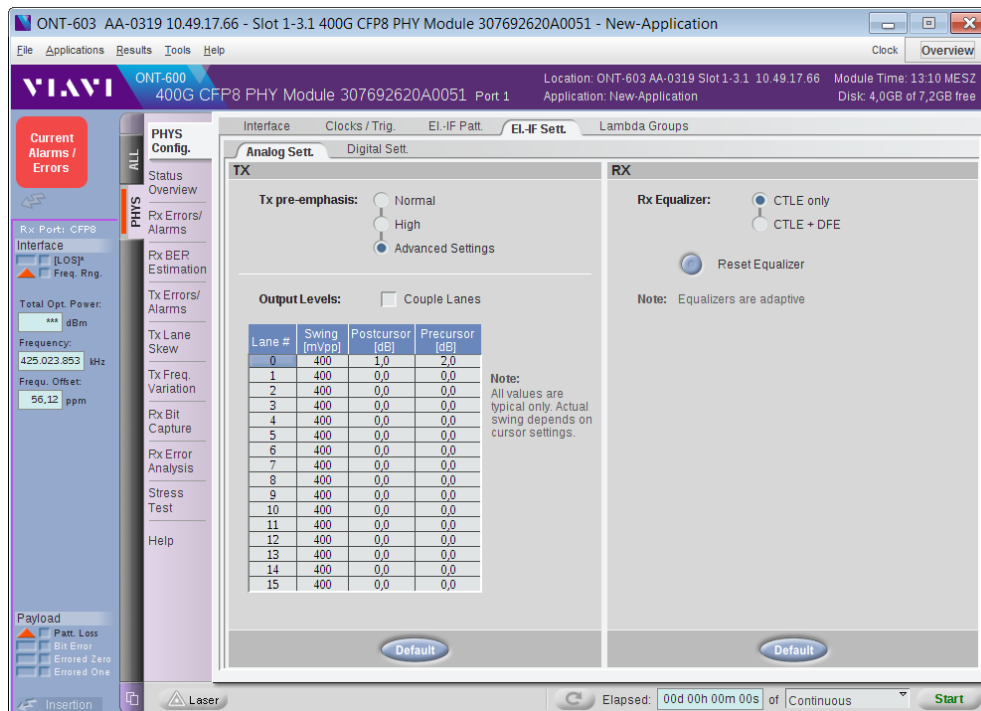 ONT-603 AA-0319 10.49.17.66 - Slot 1-3.1 400G CFP8 PHY Module 307692620A0051 - New-Application
File Applications Results Tools Help
Clock Overview
VIAVI
ONT-600
400G CFP8 PHY Module 307692620A0051 Port 1
Location: ONT-603 AA-0319 Slot 1-3.1 10.49.17.66
Application: New-Application
Module Time: 13:10 MESZ
Disk: 4,0GB of 7,2GB free
Current
Alarms /
Errors
Rx Port: CFP8
Interface
[LOS]*
Freq. Rng.
Total Opt. Power:
*** dBm
Frequency:
425.023.853 kHz
Frequ. Offset:
56,12 ppm
Payload
Patt. Loss
Bit Error
Errored Zero
Errored One
Insertion
ALL
PHYS
PHYS
Config.
Status
Overview
Rx Errors/
Alarms
Rx BER
Estimation
Tx Errors/
Alarms
Tx Lane
Skew
Tx Freq.
Variation
Rx Bit
Capture
Rx Error
Analysis
Stress
Test
Help
Interface Clocks / Trig. El.-IF Patt. El.-IF Sett. Lambda Groups
Analog Sett. Digital Sett.
TX
Tx pre-emphasis: Normal
High
Advanced Settings
Output Levels: Couple Lanes
Lane # Swing [mVpp] Postcursor [dB] Precursor [dB]
0 400 1,0 2,0
1 400 0,0 0,0
2 400 0,0 0,0
3 400 0,0 0,0
4 400 0,0 0,0
5 400 0,0 0,0
6 400 0,0 0,0
7 400 0,0 0,0
8 400 0,0 0,0
9 400 0,0 0,0
10 400 0,0 0,0
11 400 0,0 0,0
12 400 0,0 0,0
13 400 0,0 0,0
14 400 0,0 0,0
15 400 0,0 0,0
Note:
All values are
typical only. Actual
swing depends on
cursor settings.
Default
RX
Rx Equalizer: CTLE only
CTLE + DFE
Reset Equalizer
Note: Equalizers are adaptive
Default
Laser
Elapsed: 00d 00h 00m 00s of Continuous Start